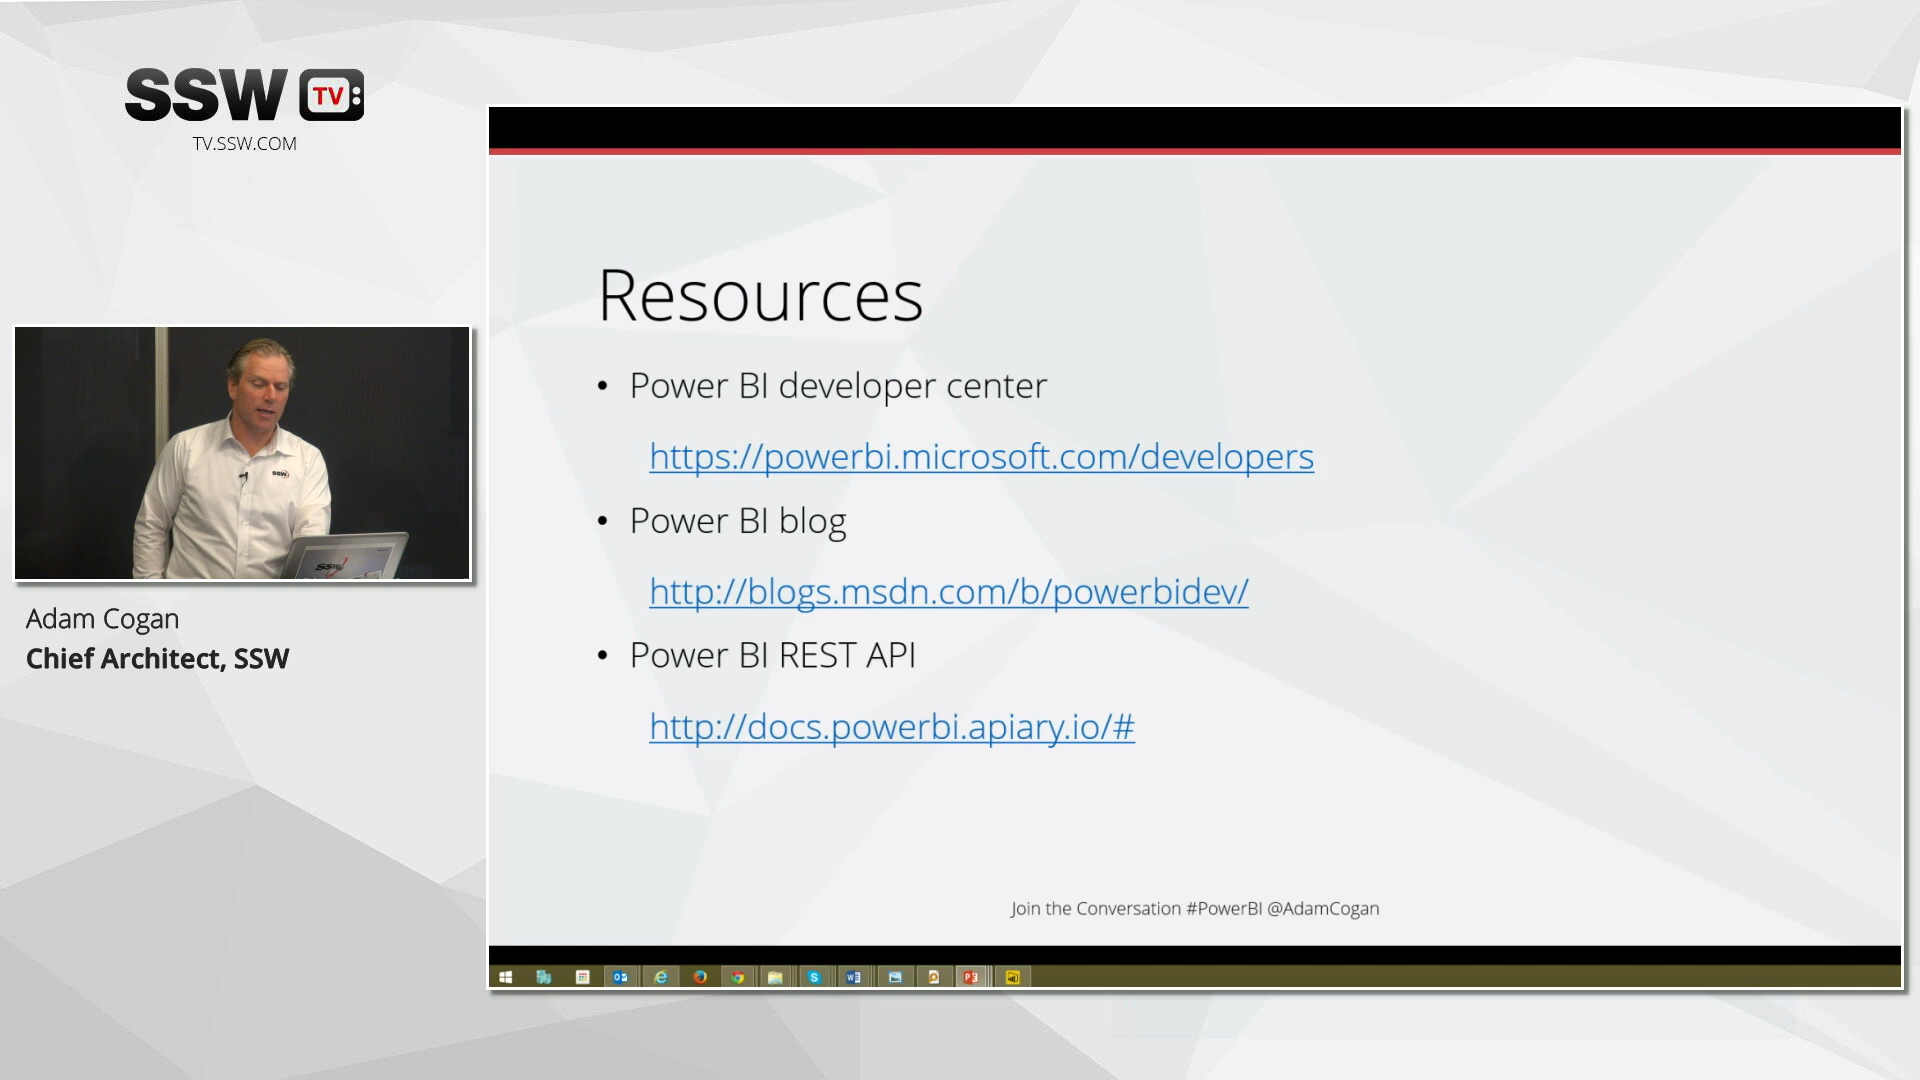 SSW TV
TV.SSW.COM
SSW
SSW
Adam Cogan
Chief Architect, SSW
Resources
• Power BI developer center
https://powerbi.microsoft.com/developers
• Power BI blog
http://blogs.msdn.com/b/powerbidev/
• Power BI REST API
http://docs.powerbi.apiary.io/#
Join the Conversation #PowerBI @AdamCogan